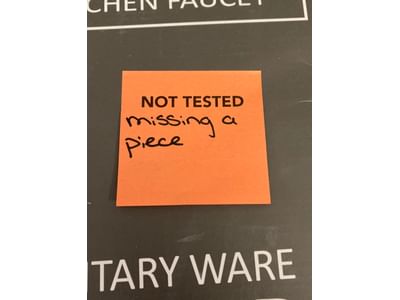 CHEN FAUCET
NOT TESTED
missing a
piece
TARY WARE